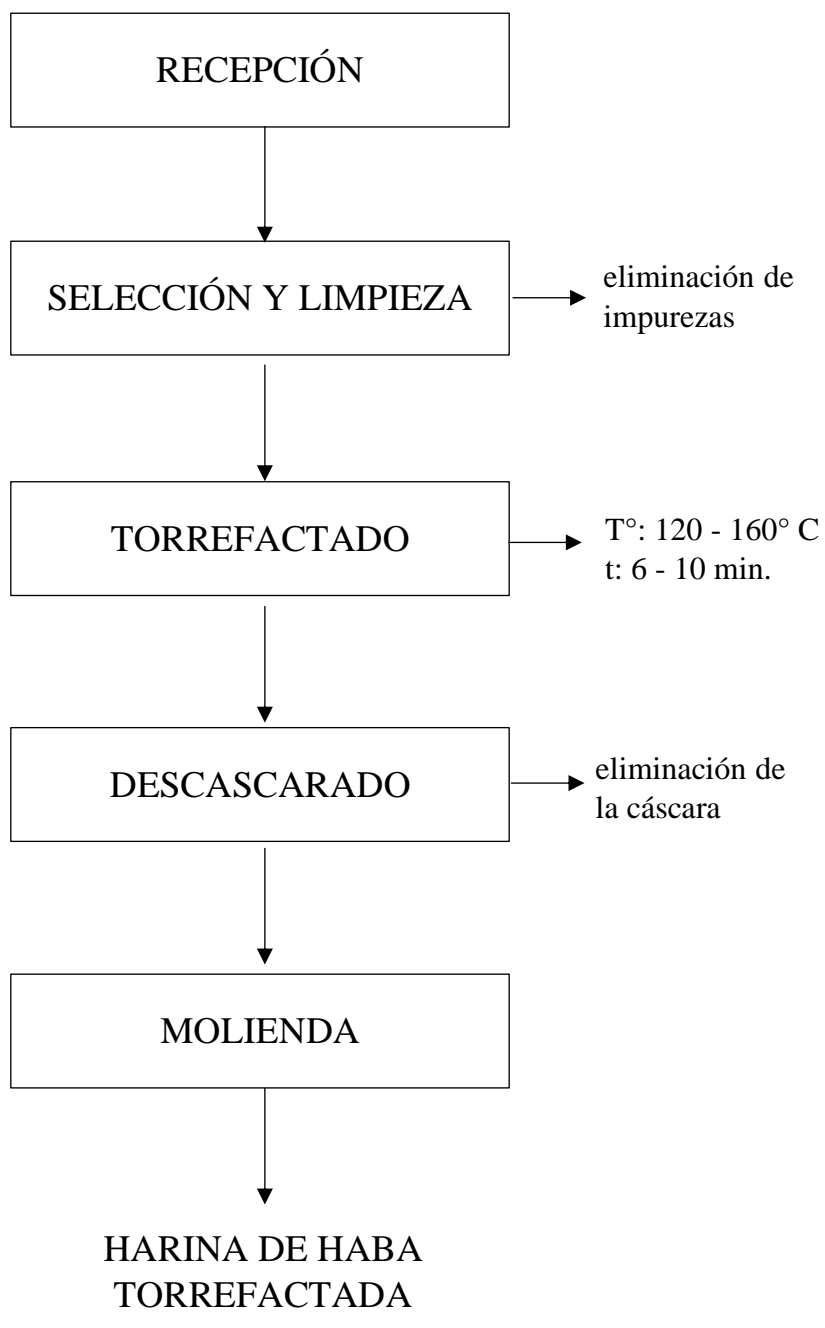 RECEPCIÓN
SELECCIÓN Y LIMPIEZA
eliminación de
impurezas
TORREFACTADO
T°: 120 - 160° C
t: 6 - 10 min.
DESCASCARADO
eliminación de
la cáscara
MOLIENDA
HARINA DE HABA
TORREFACTADA